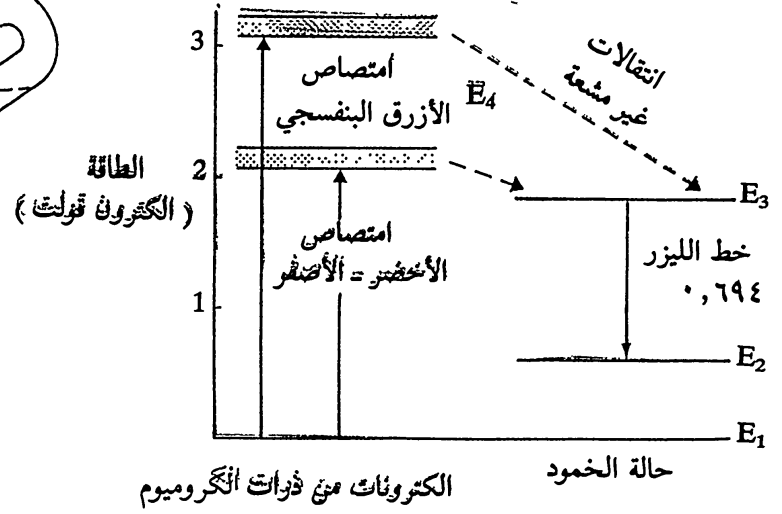 3
امتصاص
الأزرق البنفسجي
E4
انتقالات
غير مشعة
الطاقة
( الكترون ڤولت )
2
E3
امتصاص
الأخضر = الأصفر
خط الليزر
٠,٦٩٤
1
E2
E1
الكترونات من ذرات الكروميوم
حالة الخمود